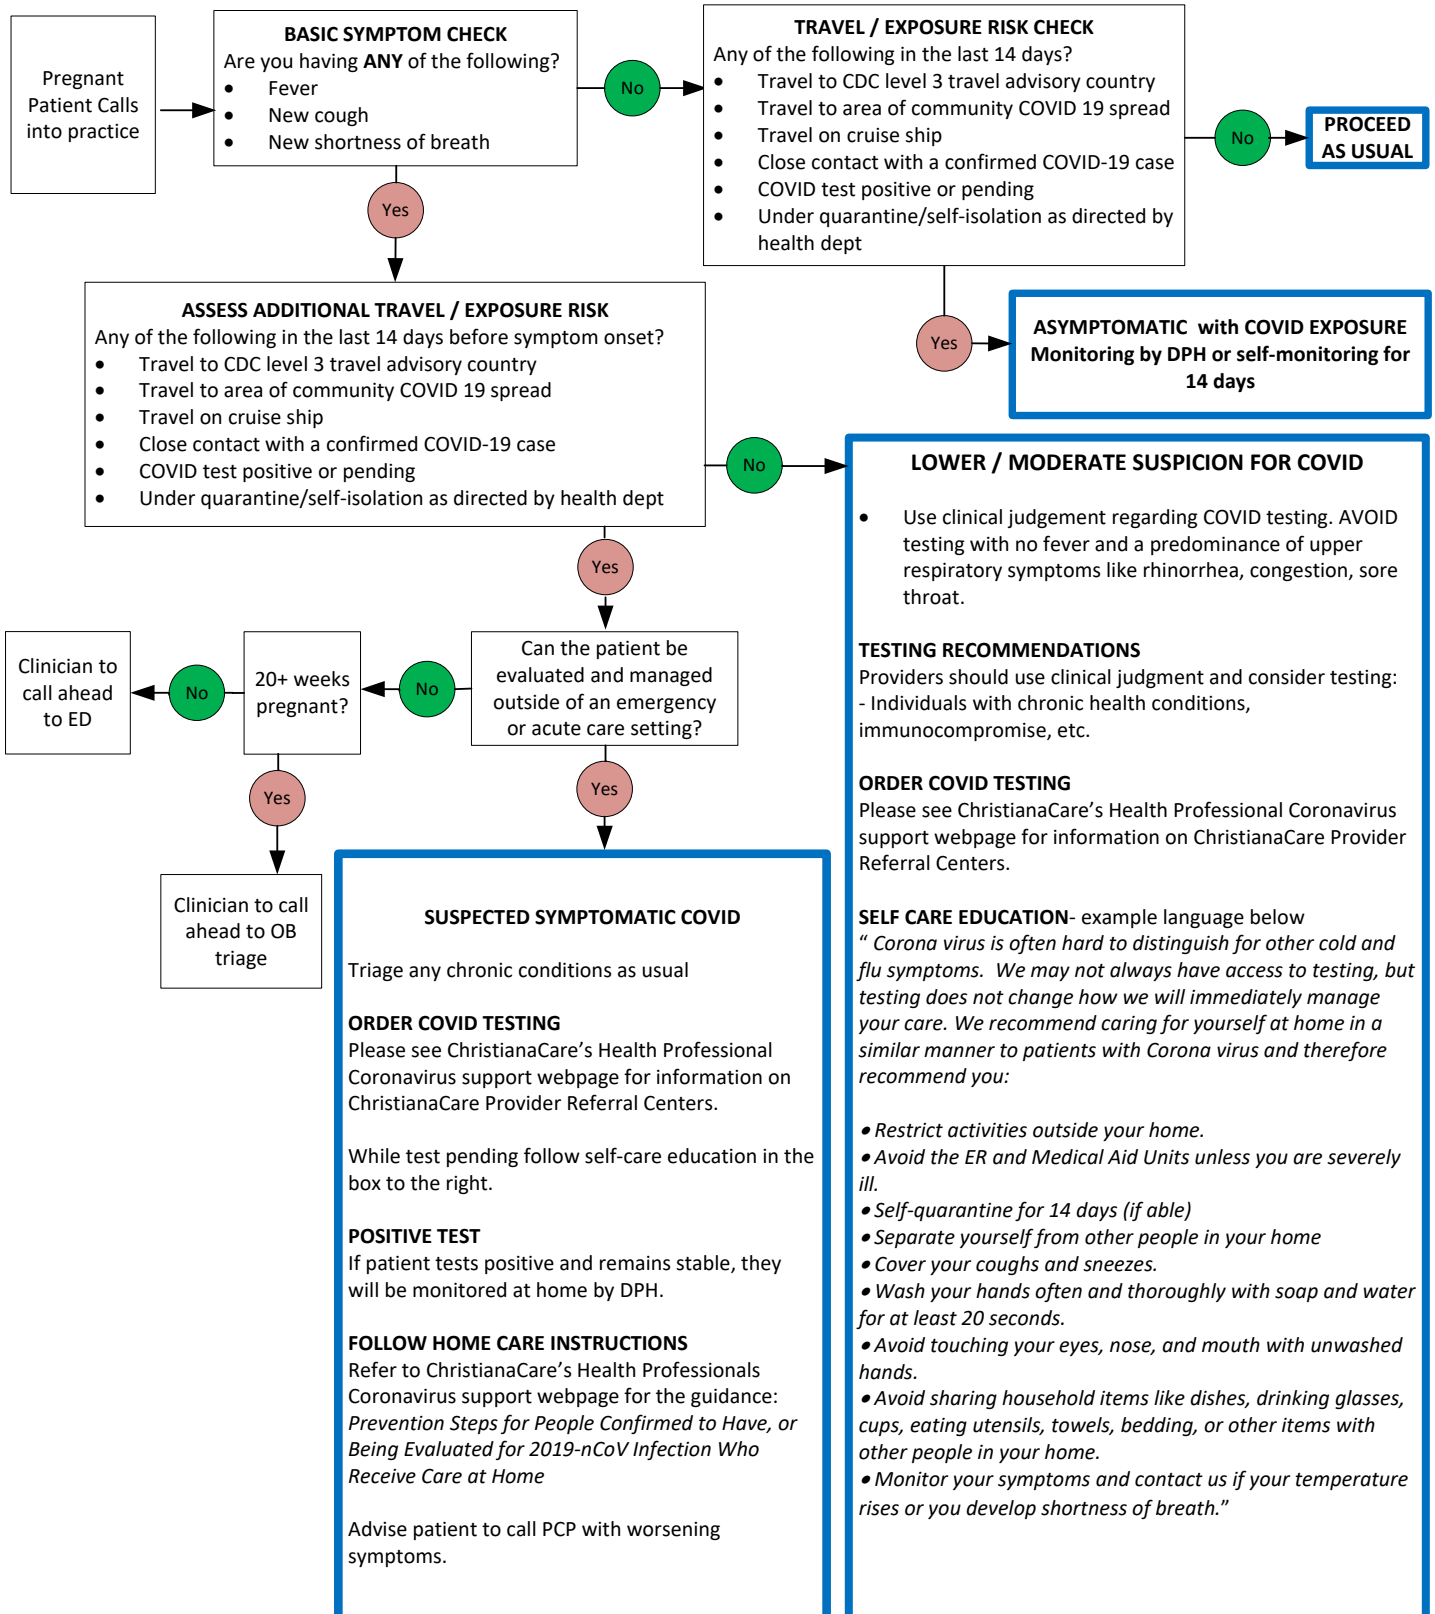 Pregnant
Patient Calls
into practice
BASIC SYMPTOM CHECK
Are you having ANY of the following?
• Fever
• New cough
• New shortness of breath
No
TRAVEL / EXPOSURE RISK CHECK
Any of the following in the last 14 days?
• Travel to CDC level 3 travel advisory country
• Travel to area of community COVID 19 spread
• Travel on cruise ship
• Close contact with a confirmed COVID-19 case
• COVID test positive or pending
• Under quarantine/self-isolation as directed by
health dept
No
PROCEED
AS USUAL
Yes
Yes
ASYMPTOMATIC with COVID EXPOSURE
Monitoring by DPH or self-monitoring for
14 days
ASSESS ADDITIONAL TRAVEL / EXPOSURE RISK
Any of the following in the last 14 days before symptom onset?
• Travel to CDC level 3 travel advisory country
• Travel to area of community COVID 19 spread
• Travel on cruise ship
• Close contact with a confirmed COVID-19 case
• COVID test positive or pending
• Under quarantine/self-isolation as directed by health dept
No
Yes
Can the patient be
evaluated and managed
outside of an emergency
or acute care setting?
No
20+ weeks
pregnant?
No
Clinician to
call ahead
to ED
Yes
Clinician to call
ahead to OB
triage
Yes
SUSPECTED SYMPTOMATIC COVID
Triage any chronic conditions as usual
ORDER COVID TESTING
Please see ChristianaCare’s Health Professional
Coronavirus support webpage for information on
ChristianaCare Provider Referral Centers.
While test pending follow self-care education in the
box to the right.
POSITIVE TEST
If patient tests positive and remains stable, they
will be monitored at home by DPH.
FOLLOW HOME CARE INSTRUCTIONS
Refer to ChristianaCare’s Health Professionals
Coronavirus support webpage for the guidance:
Prevention Steps for People Confirmed to Have, or
Being Evaluated for 2019-nCoV Infection Who
Receive Care at Home
Advise patient to call PCP with worsening
symptoms.
LOWER / MODERATE SUSPICION FOR COVID
• Use clinical judgement regarding COVID testing. AVOID
testing with no fever and a predominance of upper
respiratory symptoms like rhinorrhea, congestion, sore
throat.
TESTING RECOMMENDATIONS
Providers should use clinical judgment and consider testing:
- Individuals with chronic health conditions,
immunocompromise, etc.
ORDER COVID TESTING
Please see ChristianaCare’s Health Professional Coronavirus
support webpage for information on ChristianaCare Provider
Referral Centers.
SELF CARE EDUCATION- example language below
“ Corona virus is often hard to distinguish for other cold and
flu symptoms. We may not always have access to testing, but
testing does not change how we will immediately manage
your care. We recommend caring for yourself at home in a
similar manner to patients with Corona virus and therefore
recommend you:
• Restrict activities outside your home.
• Avoid the ER and Medical Aid Units unless you are severely
ill.
• Self-quarantine for 14 days (if able)
• Separate yourself from other people in your home
• Cover your coughs and sneezes.
• Wash your hands often and thoroughly with soap and water
for at least 20 seconds.
• Avoid touching your eyes, nose, and mouth with unwashed
hands.
• Avoid sharing household items like dishes, drinking glasses,
cups, eating utensils, towels, bedding, or other items with
other people in your home.
• Monitor your symptoms and contact us if your temperature
rises or you develop shortness of breath.”